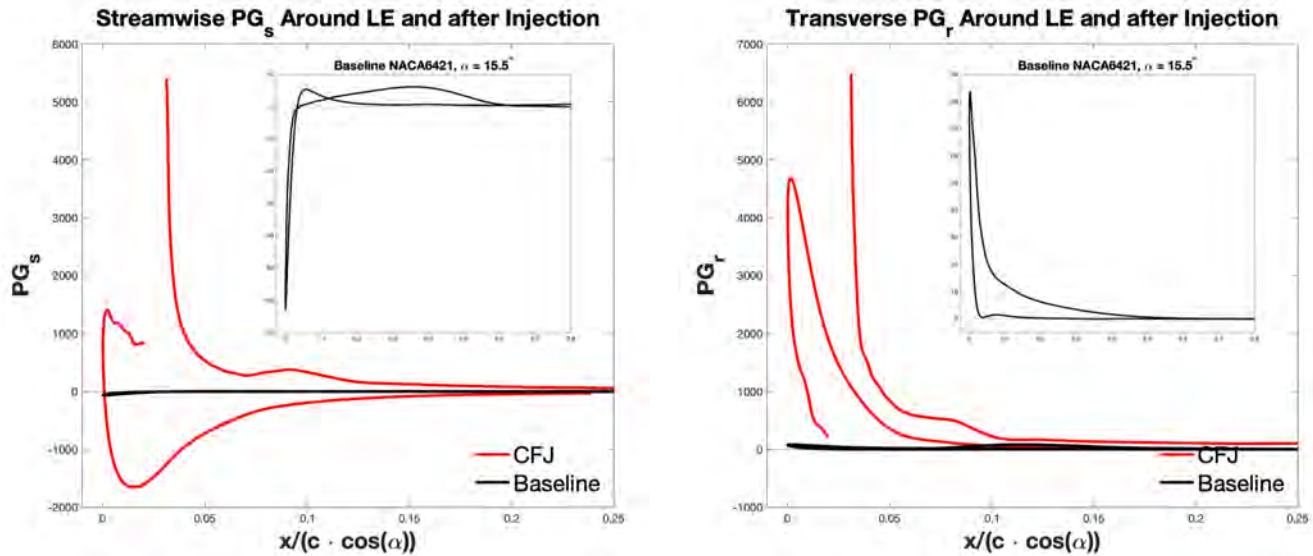 Streamwise PGs Around LE and after Injection
6000
5000
4000
3000
2000
1000
0
-1000
-2000
PGs
0
0.05
0.1
0.15
0.2
0.25
x/(c · cos(α))
Baseline NACA6421, α = 15.5°
CFJ
Baseline
Transverse PGr Around LE and after Injection
7000
6000
5000
4000
3000
2000
1000
0
-1000
PGr
0
0.05
0.1
0.15
0.2
0.25
x/(c · cos(α))
Baseline NACA6421, α = 15.5°
CFJ
Baseline